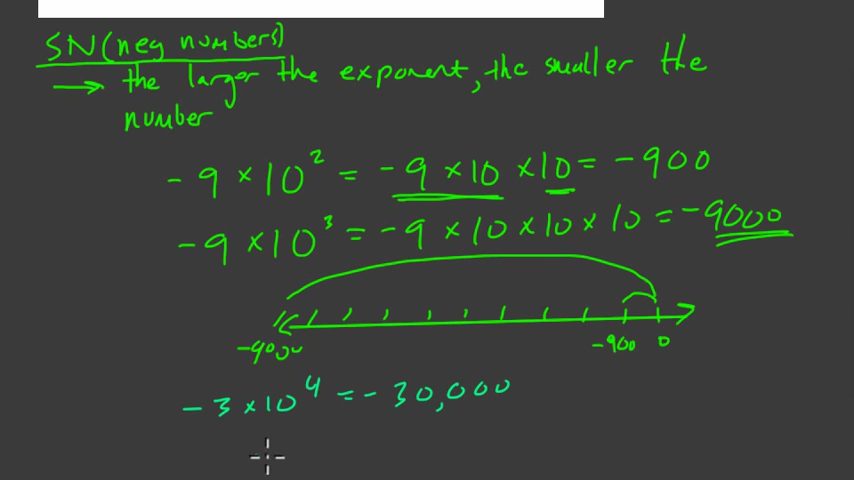 SN (neg numbers)
→ the larger the exponent, the smaller the
number
-9 × 10² = -9 × 10 × 10 = -900
-9 × 10³ = -9 × 10 × 10 × 10 = -9000
-9000 -900 0
-3 × 10⁴ = -30,000